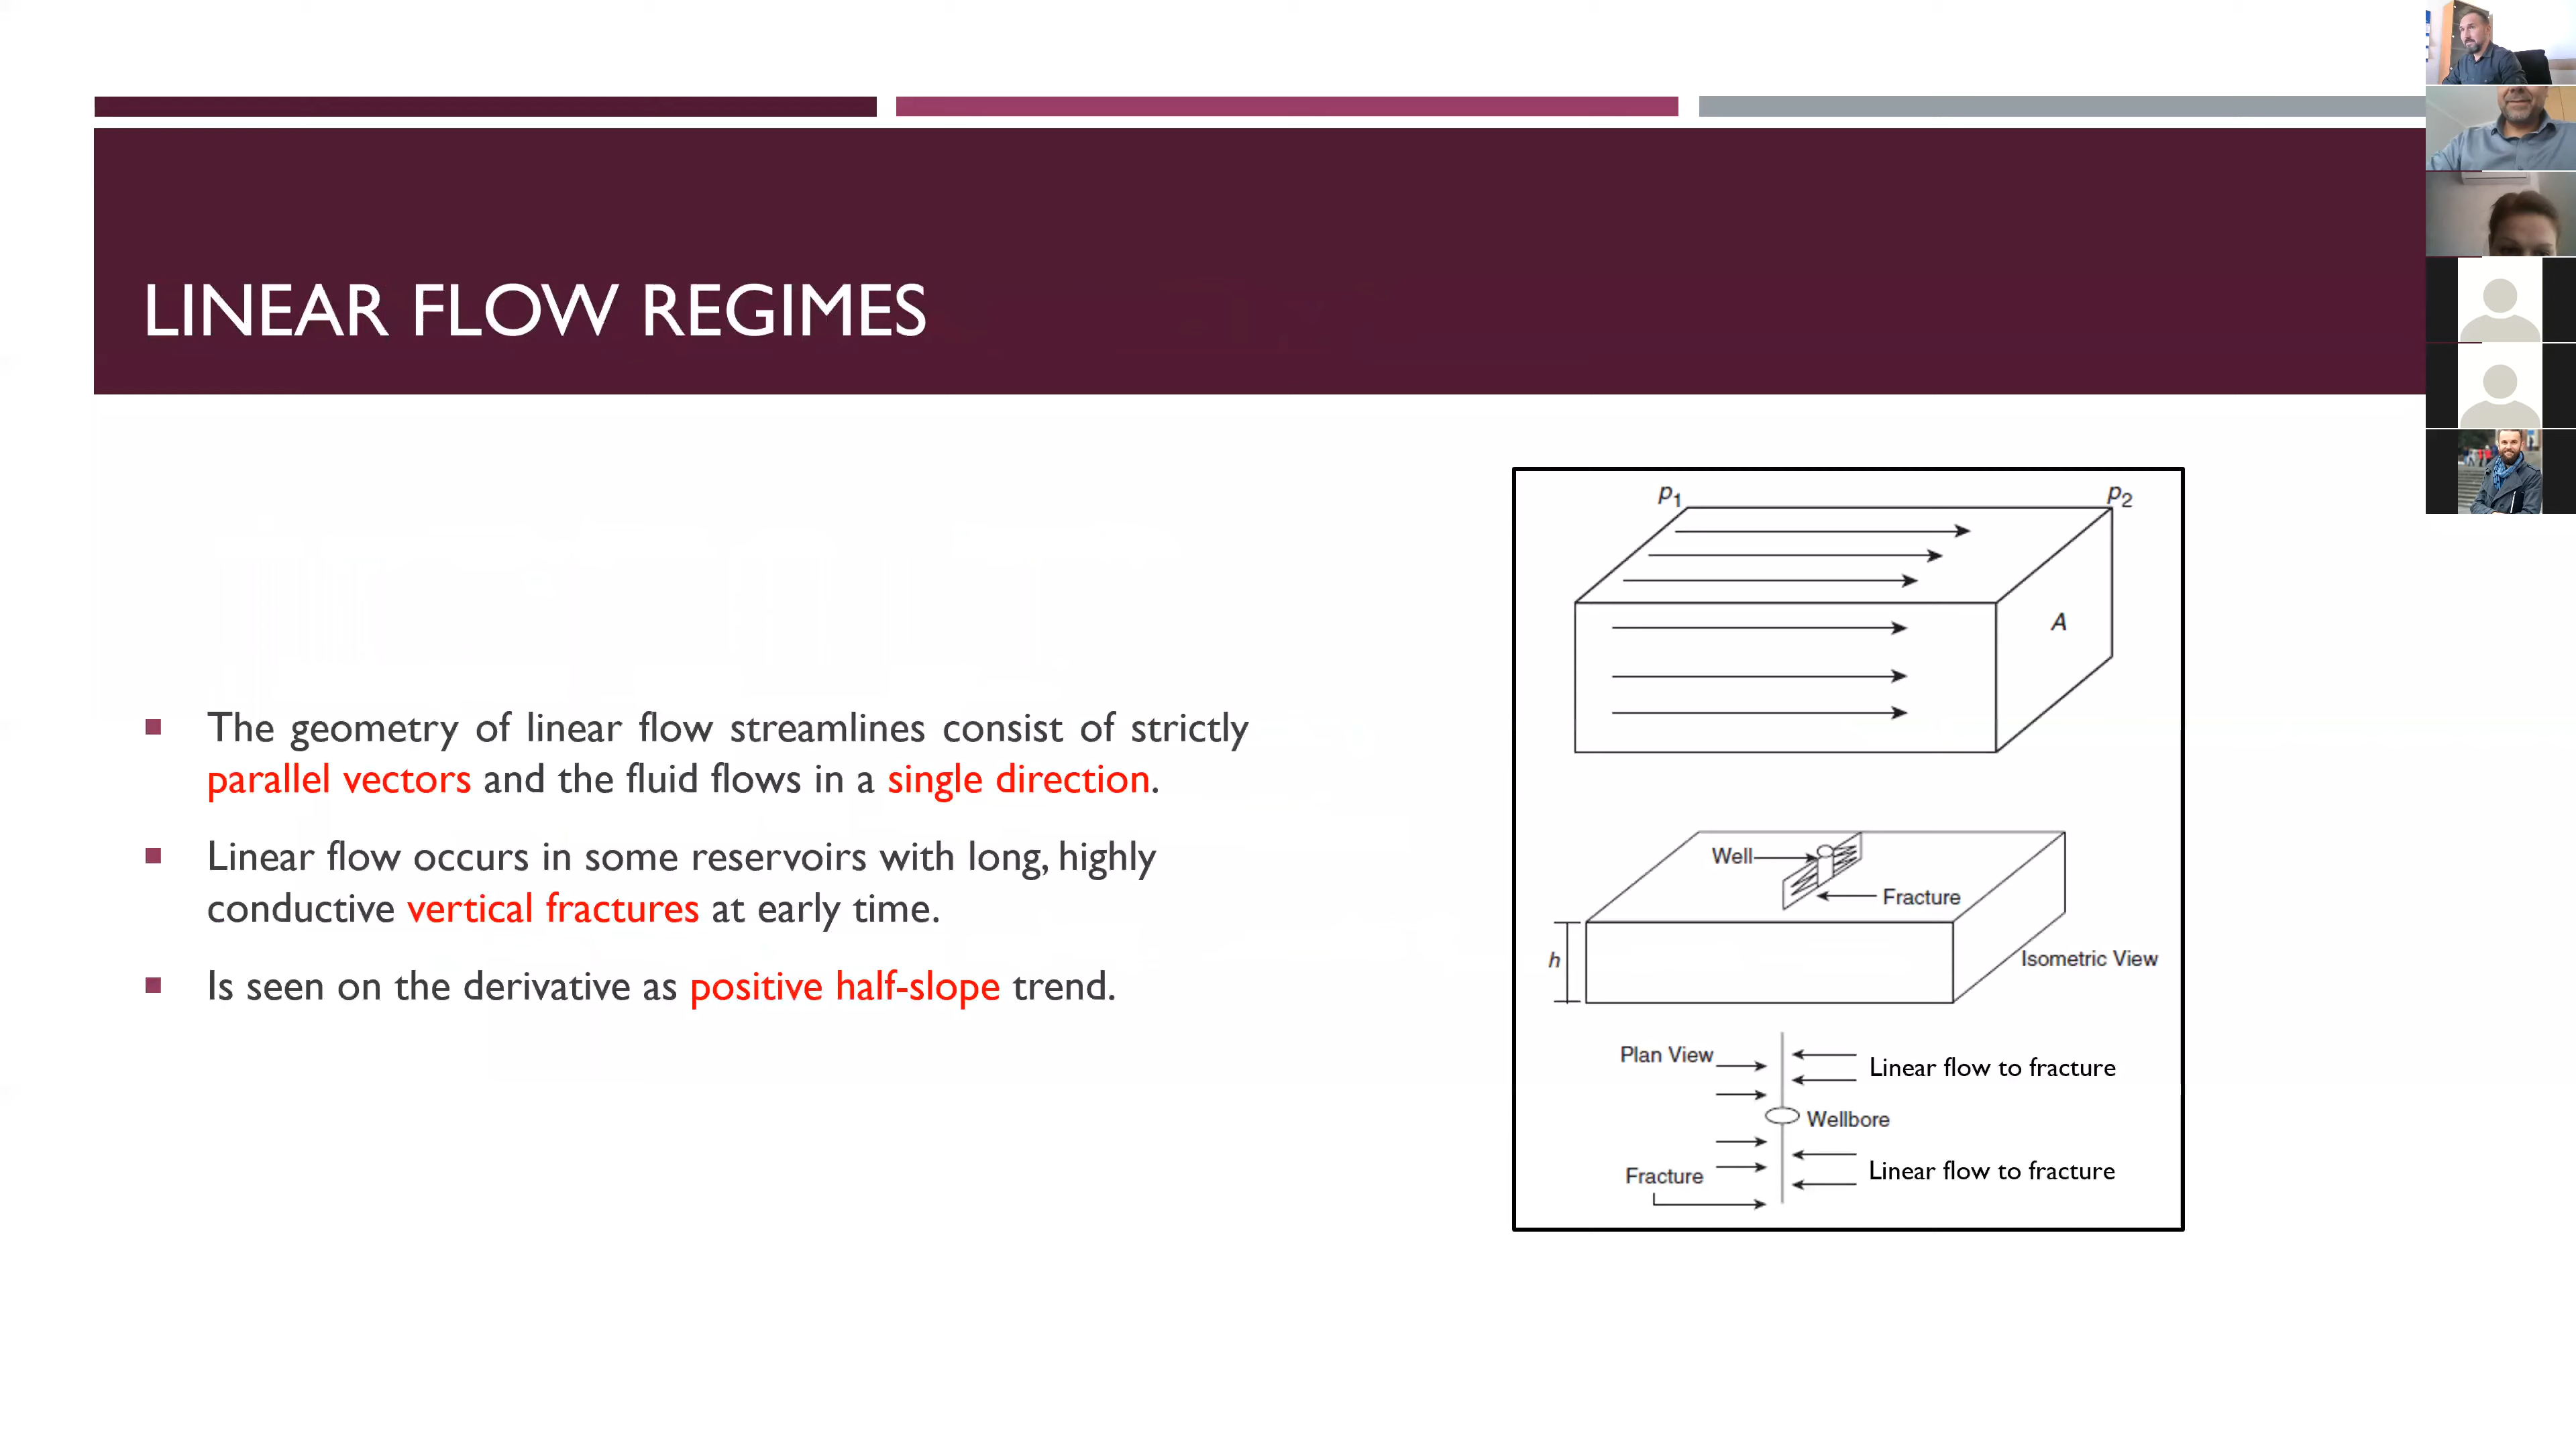 LINEAR FLOW REGIMES
The geometry of linear flow streamlines consist of strictly
parallel vectors and the fluid flows in a single direction.
Linear flow occurs in some reservoirs with long, highly
conductive vertical fractures at early time.
Is seen on the derivative as positive half-slope trend.
p1
p2
A
Well
Fracture
h
Isometric View
Plan View
Linear flow to fracture
Wellbore
Fracture
Linear flow to fracture